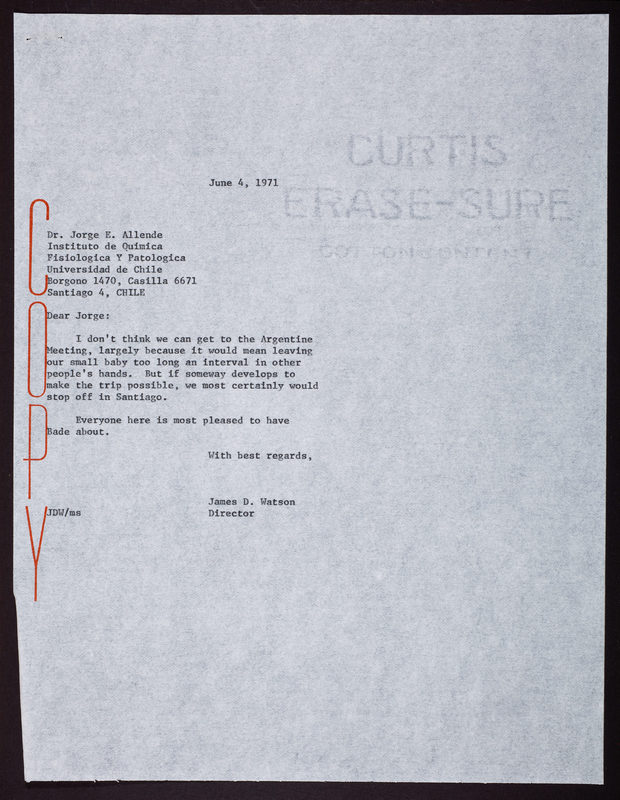 CURTIS
ERASE-SURE
COTTON CONTENT
June 4, 1971
COPY
Dr. Jorge E. Allende
Instituto de Quimica
Fisiologica Y Patologica
Universidad de Chile
Borgono 1470, Casilla 6671
Santiago 4, CHILE
Dear Jorge:
I don't think we can get to the Argentine
Meeting, largely because it would mean leaving
our small baby too long an interval in other
people's hands. But if someway develops to
make the trip possible, we most certainly would
stop off in Santiago.
Everyone here is most pleased to have
Bade about.
With best regards,
James D. Watson
JDW/ms
Director